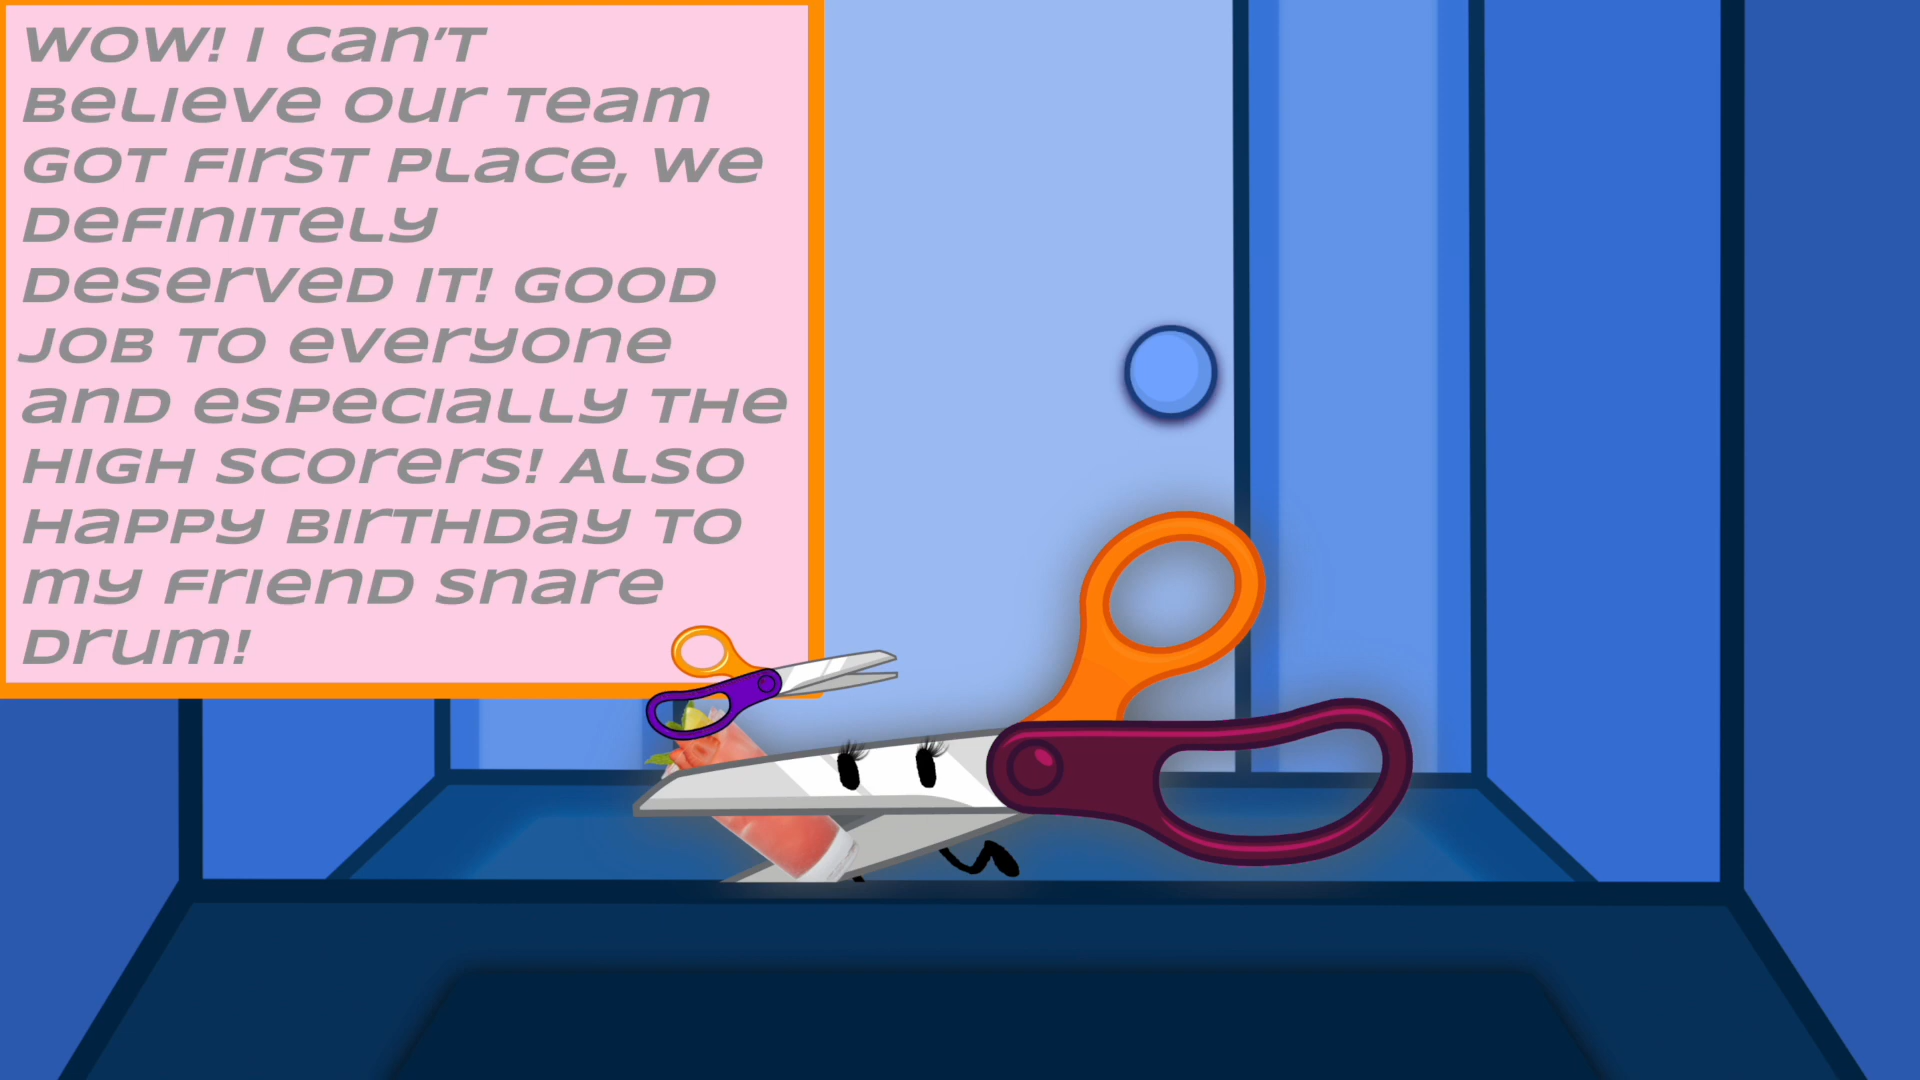 WOW! I can't
believe our team
got first place, we
definitely
deserved it! Good
job to everyone
and especially the
high scorers! Also
happy birthday to
my friend Snare
Drum!